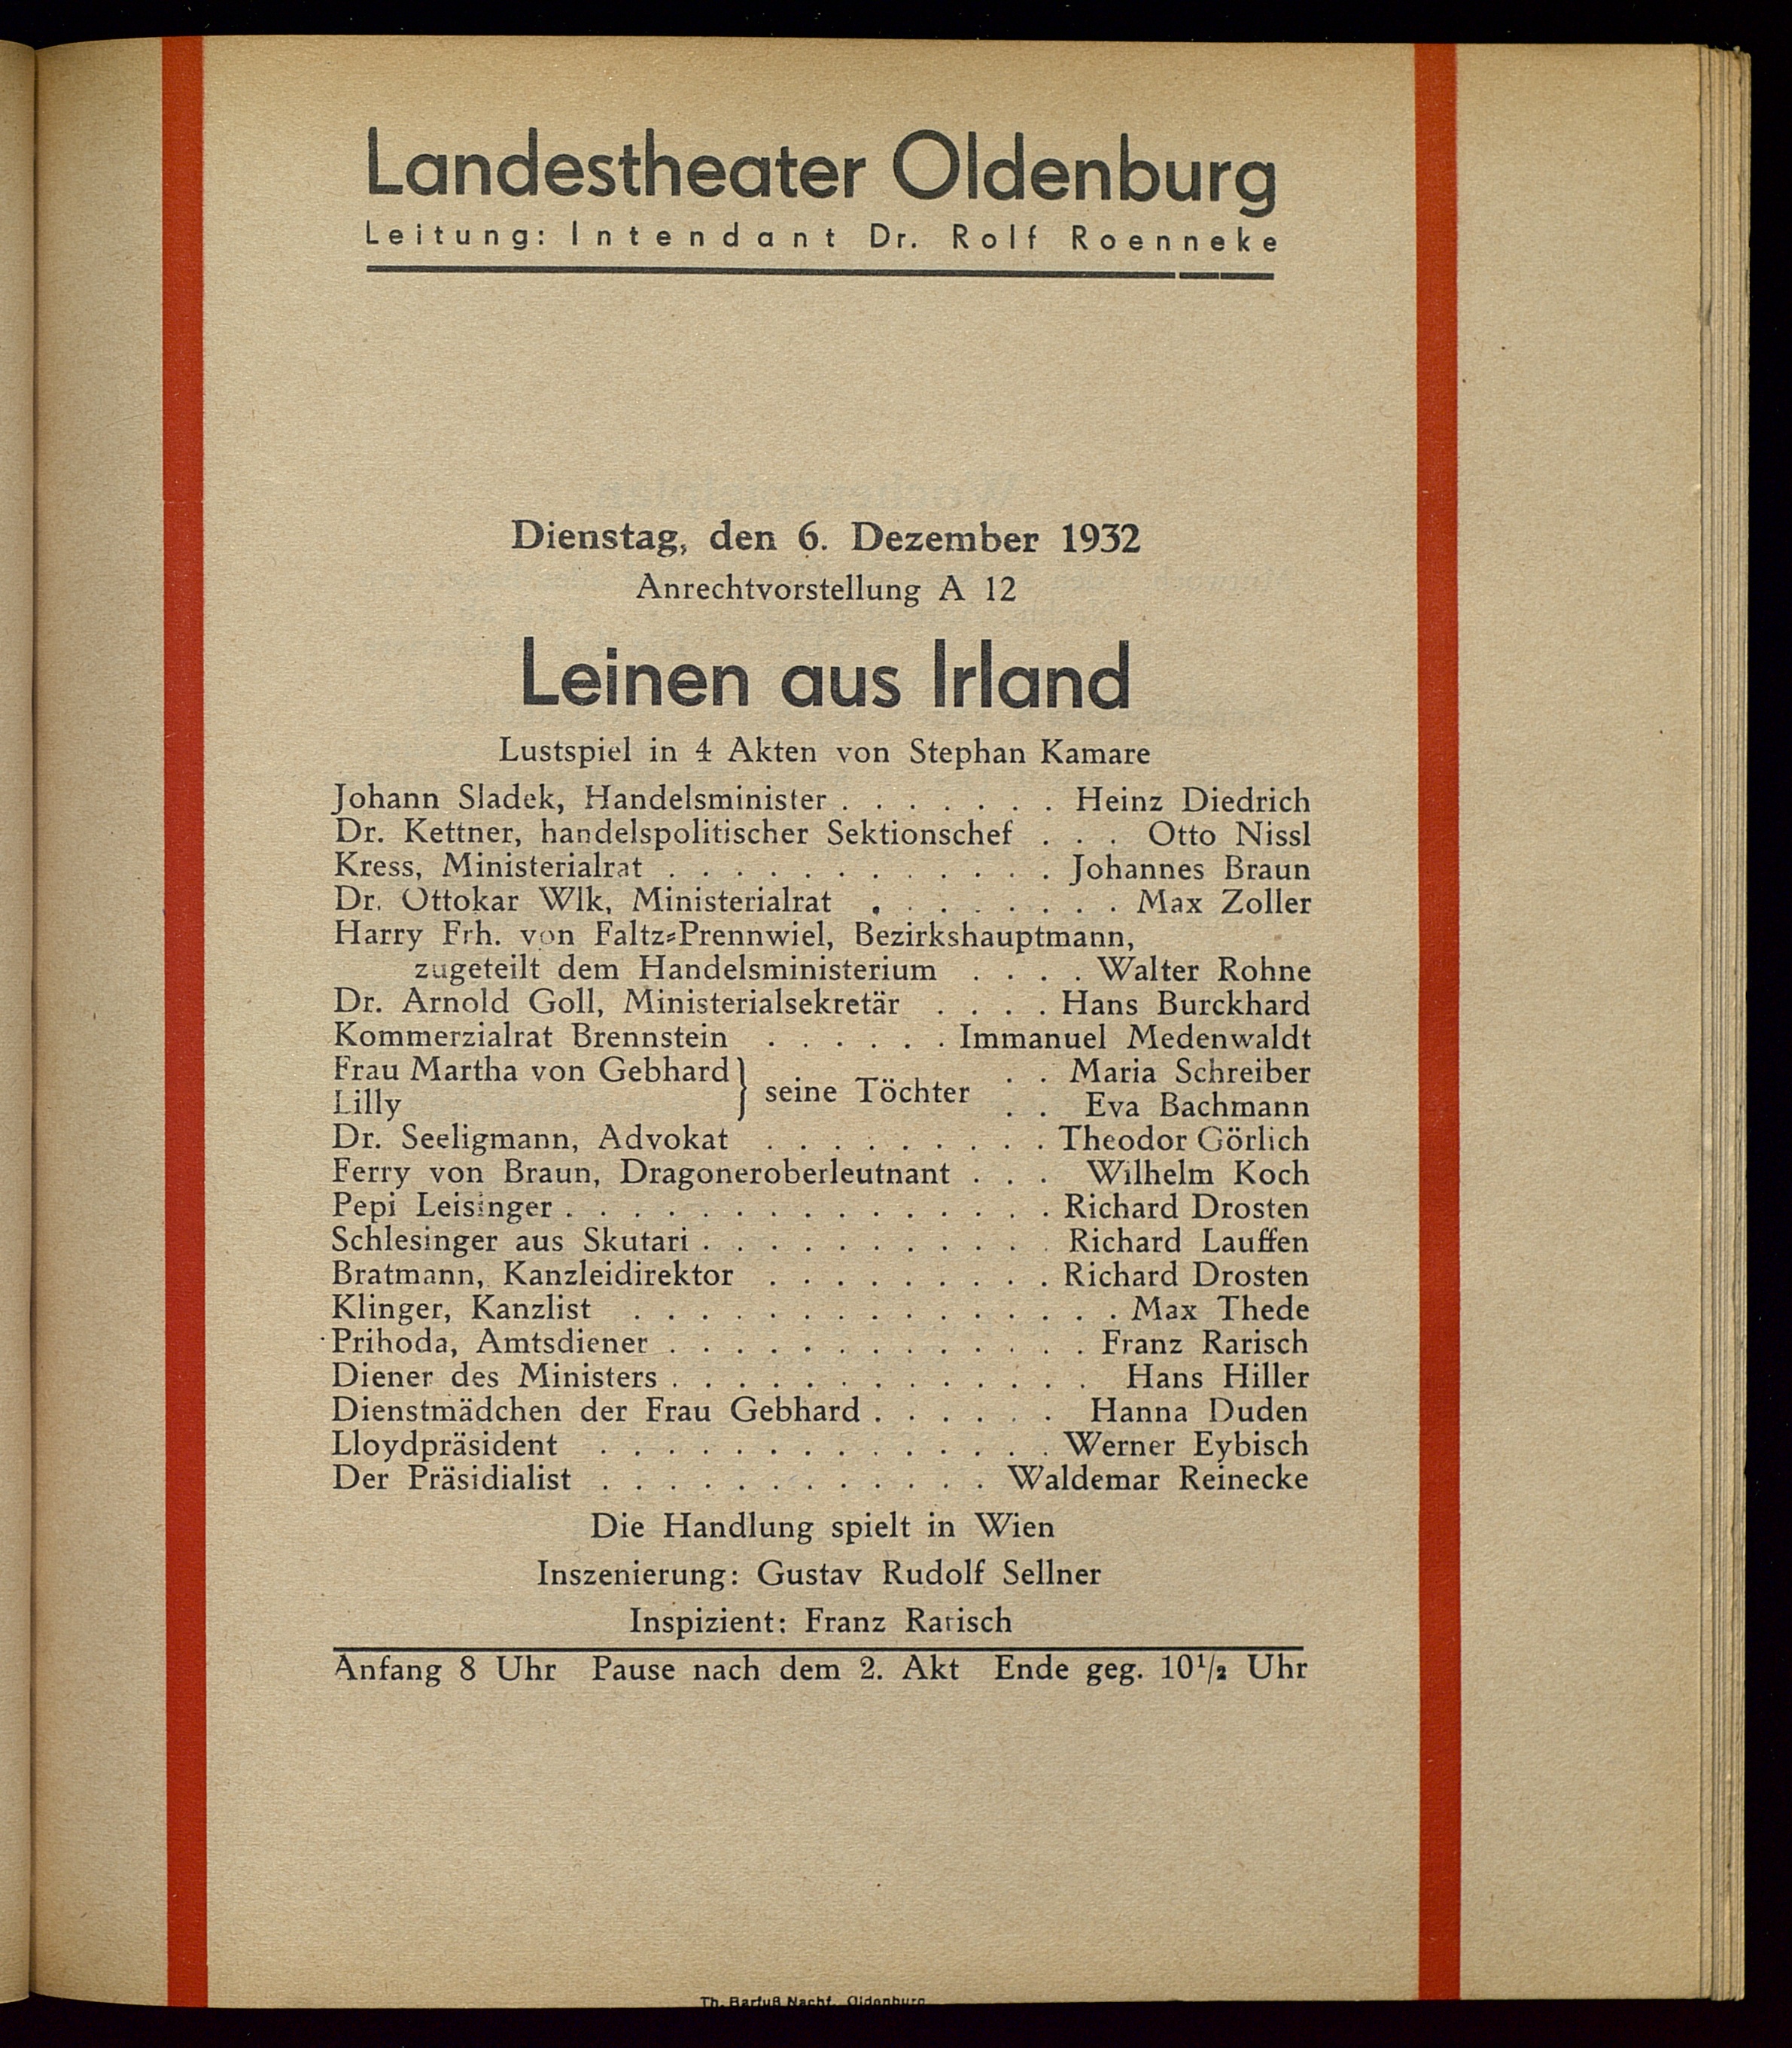 Landestheater Oldenburg
Leitung: Intendant Dr. Rolf Roenneke
Dienstag, den 6. Dezember 1932
Anrechtvorstellung A 12
Leinen aus Irland
Lustspiel in 4 Akten von Stephan Kamare
Johann Sladek, Handelsminister . . . . . . . Heinz Diedrich
Dr. Kettner, handelspolitischer Sektionschef . . . Otto Nissl
Kress, Ministerialrat . . . . . . . . . . . . Johannes Braun
Dr. Ottokar Wlk, Ministerialrat . . . . . . . . Max Zoller
Harry Frh. von Faltz-Prennwiel, Bezirkshauptmann,
zugeteilt dem Handelsministerium . . . . Walter Rohne
Dr. Arnold Goll, Ministerialsekretär . . . . Hans Burckhard
Kommerzialrat Brennstein . . . . . . Immanuel Medenwaldt
Frau Martha von Gebhard } seine Töchter . . Maria Schreiber
Lilly . . Eva Bachmann
Dr. Seeligmann, Advokat . . . . . . . . . Theodor Görlich
Ferry von Braun, Dragoneroberleutnant . . . Wilhelm Koch
Pepi Leisinger . . . . . . . . . . . . . . . Richard Drosten
Schlesinger aus Skutari . . . . . . . . . . . Richard Lauffen
Bratmann, Kanzleidirektor . . . . . . . . . Richard Drosten
Klinger, Kanzlist . . . . . . . . . . . . . . . Max Thede
Prihoda, Amtsdiener . . . . . . . . . . . . . Franz Rarisch
Diener des Ministers . . . . . . . . . . . . . Hans Hiller
Dienstmädchen der Frau Gebhard . . . . . . Hanna Duden
Lloydpräsident . . . . . . . . . . . . . . Werner Eybisch
Der Präsidialist . . . . . . . . . . . . Waldemar Reinecke
Die Handlung spielt in Wien
Inszenierung: Gustav Rudolf Sellner
Inspizient: Franz Rarisch
Anfang 8 Uhr Pause nach dem 2. Akt Ende geg. 10½ Uhr
Th. Barfuß Nachf. Oldenburg